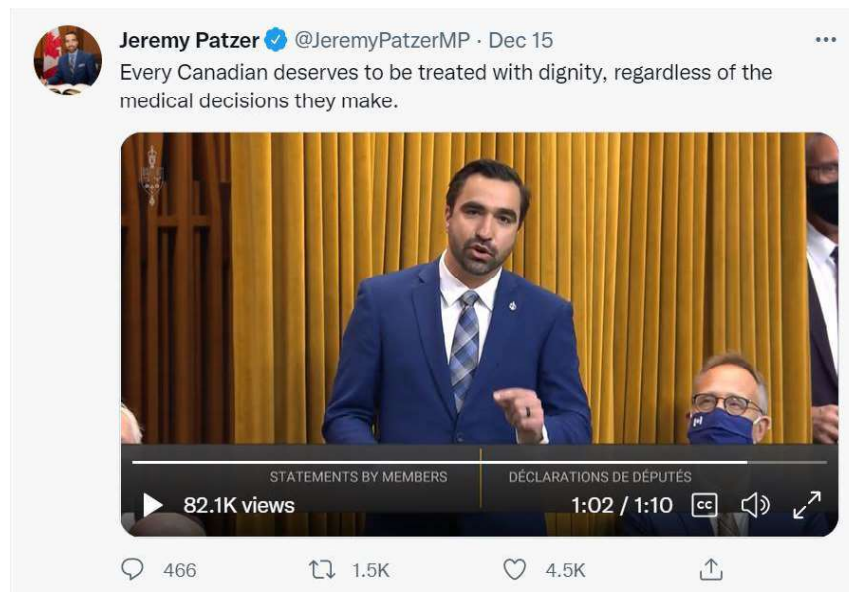 Jeremy Patzer @JeremyPatzerMP · Dec 15
Every Canadian deserves to be treated with dignity, regardless of the
medical decisions they make.
STATEMENTS BY MEMBERS DÉCLARATIONS DE DÉPUTÉS
82.1K views 1:02 / 1:10 CC
466 1.5K 4.5K